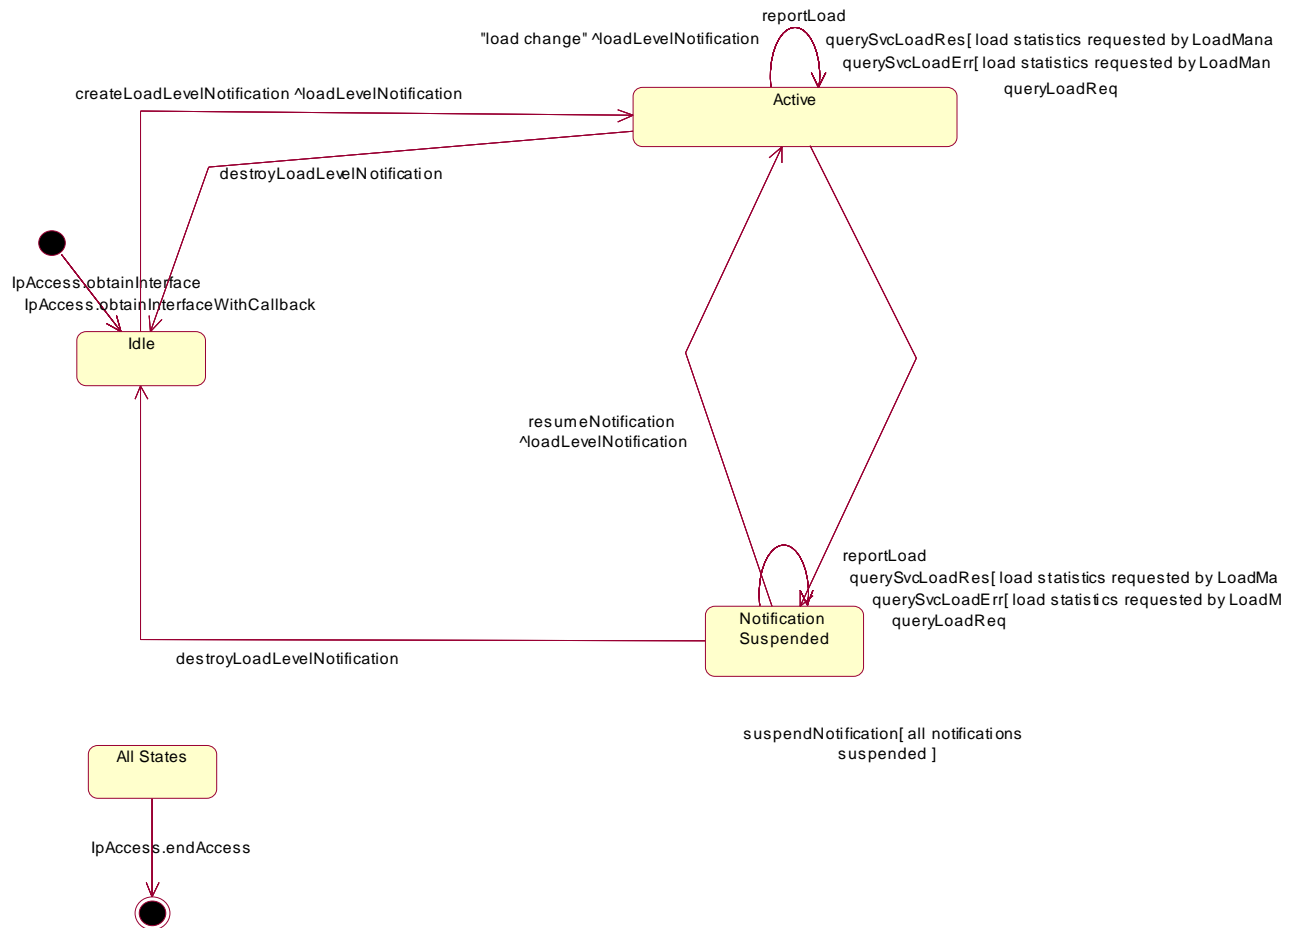 reportLoad
"load change" ^loadLevelNotification
querySvcLoadRes[ load statistics requested by LoadMana
querySvcLoadErr[ load statistics requested by LoadMan
queryLoadReq
createLoadLevelNotification ^loadLevelNotification
Active
destroyLoadLevelNotification
IpAccess.obtainInterface
IpAccess.obtainInterfaceWithCallback
Idle
resumeNotification
^loadLevelNotification
reportLoad
querySvcLoadRes[ load statistics requested by LoadMa
querySvcLoadErr[ load statistics requested by LoadM
queryLoadReq
Notification
Suspended
destroyLoadLevelNotification
suspendNotification[ all notifications
suspended ]
All States
IpAccess.endAccess